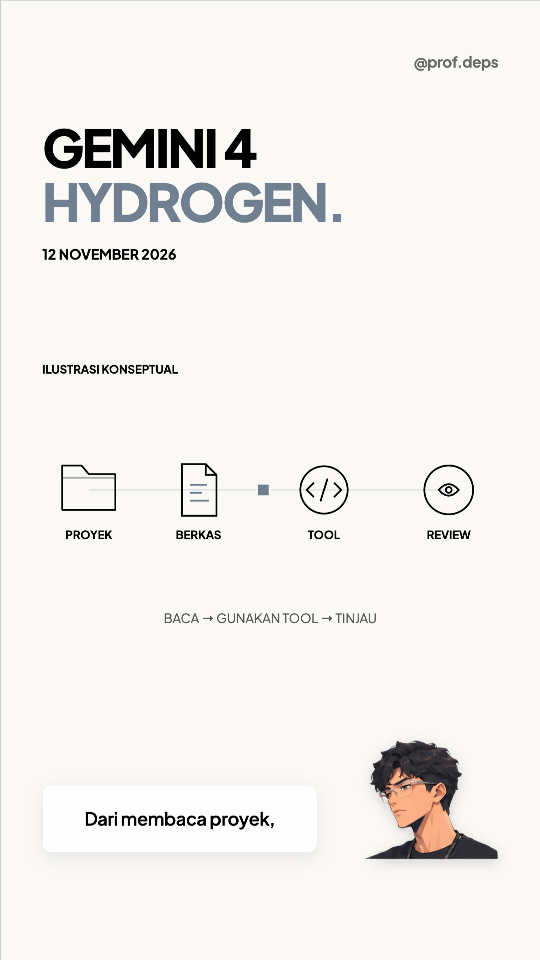 @prof.deps
GEMINI 4
HYDROGEN.
12 NOVEMBER 2026
ILUSTRASI KONSEPTUAL
PROYEK
BERKAS
TOOL
REVIEW
BACA → GUNAKAN TOOL → TINJAU
Dari membaca proyek,